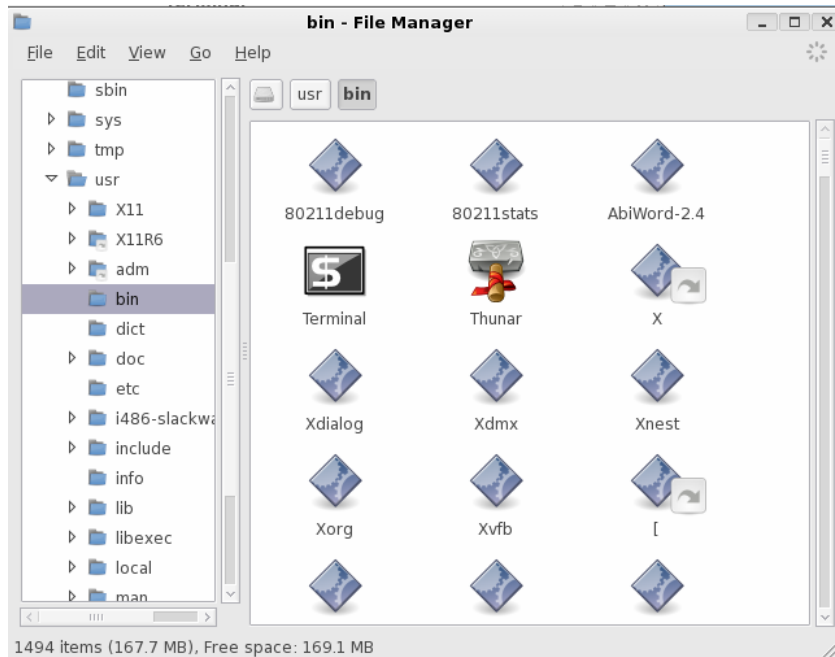 bin - File Manager
File Edit View Go Help
usr bin
sbin
sys
tmp
usr
X11
X11R6
adm
bin
dict
doc
etc
i486-slackwa
include
info
lib
libexec
local
man
80211debug 80211stats AbiWord-2.4
Terminal Thunar X
Xdialog Xdmx Xnest
Xorg Xvfb [
1494 items (167.7 MB), Free space: 169.1 MB